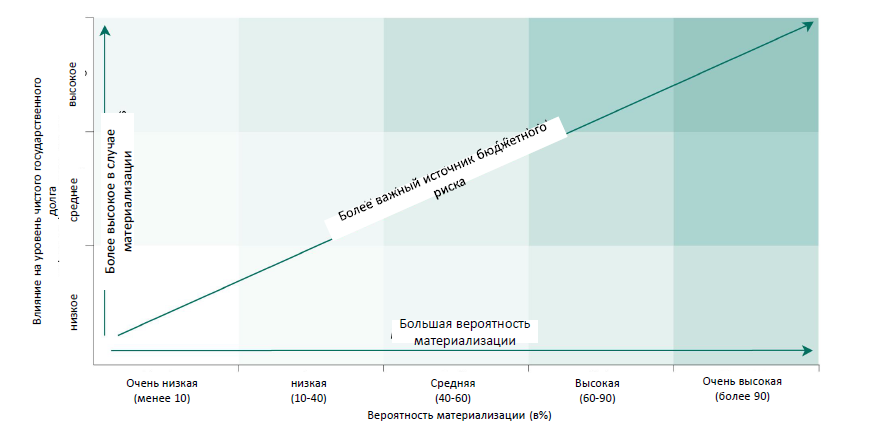 Влияние на уровень чистого государственного
долга
высокое
среднее
низкое
Более высокое в случае
материализации
Более важный источник бюджетного
риска
Большая вероятность
материализации
Очень низкая
(менее 10)
низкая
(10-40)
Средняя
(40-60)
Высокая
(60-90)
Очень высокая
(более 90)
Вероятность материализации (в%)